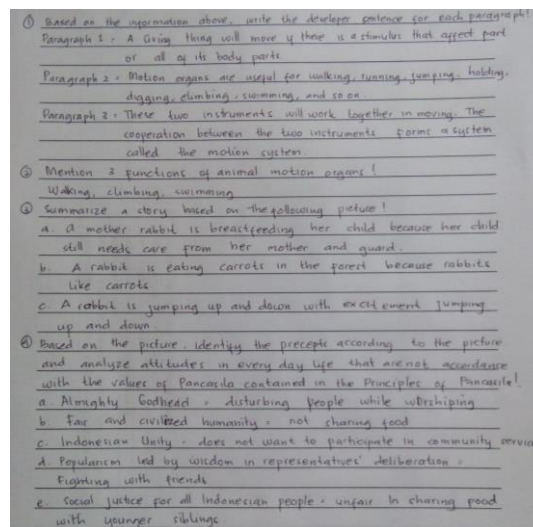 ① Based on the information above, write the developer sentence for each paragraph!
Paragraph 1 = A living thing will move if there is a stimulus that affect part
or all of its body parts.
Paragraph 2 = Motion organs are useful for walking, running, jumping, holding,
digging, climbing, swimming, and so on.
Paragraph 3 = These two instruments will work together in moving. The
cooperation between the two instruments forms a system
called the motion system.
② Mention 3 functions of animal motion organs!
Walking, climbing, swimming
③ Summarize a story based on the following picture!
a. A mother rabbit is breastfeeding her child because her child
still needs care from her mother and guard.
b. A rabbit is eating carrots in the forest because rabbits
like carrots
c. A rabbit is jumping up and down with excitement jumping
up and down.
④ Based on the picture, identify the precepts according to the picture
and analyze attitudes in every day life that are not accordance
with the values of Pancasila contained in the Principles of Pancasila!
a. Almighty Godhead = disturbing people while worshiping
b. Fair and civilized humanity = not sharing food
c. Indonesian Unity = does not want to participate in community service
d. Popularism led by wisdom in representatives' deliberation =
Fighting with friends
e. Social justice for all Indonesian people = unfair in sharing food
with younger siblings